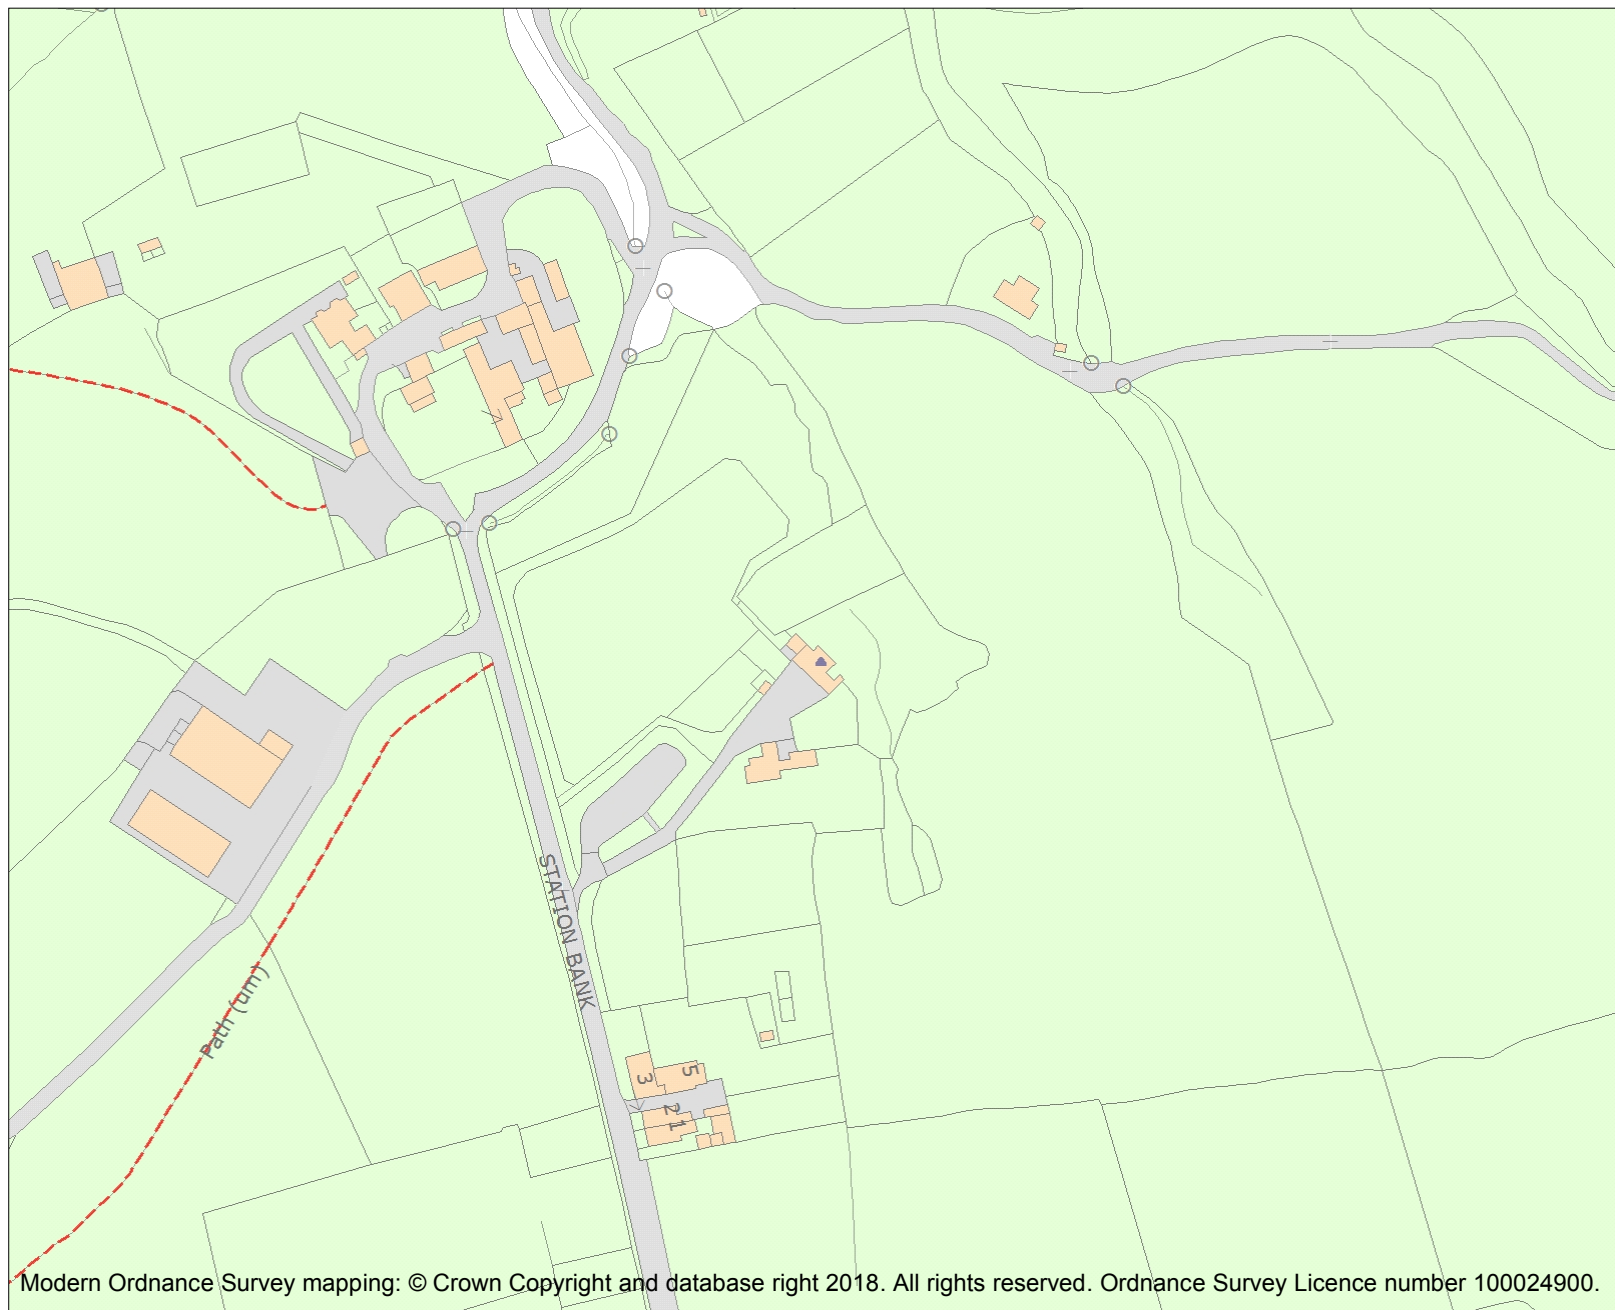 STATION BANK
Path (um)
3
5
2
1
Modern Ordnance Survey mapping: © Crown Copyright and database right 2018. All rights reserved. Ordnance Survey Licence number 100024900.